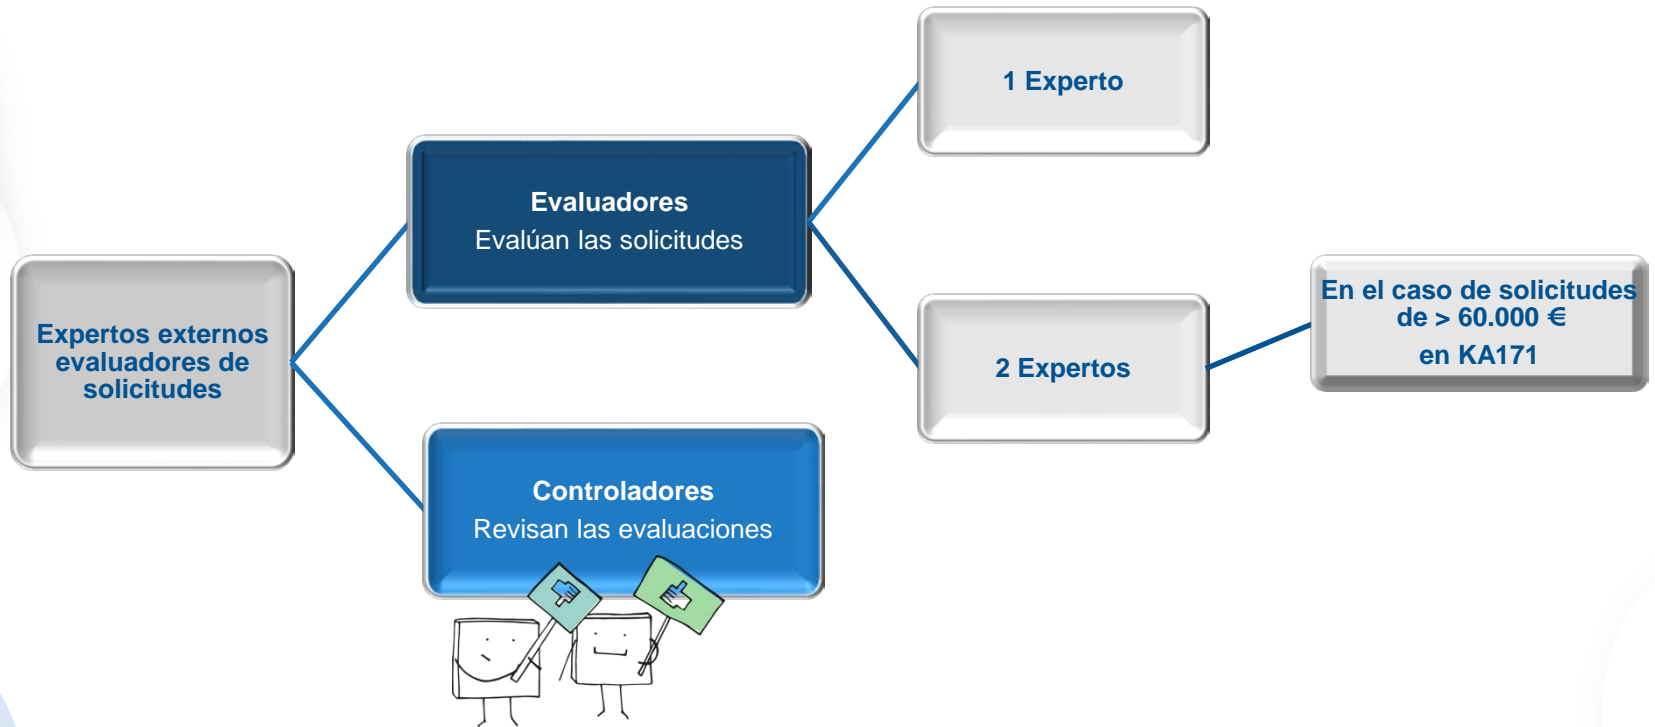 Expertos externos
evaluadores de
solicitudes
Evaluadores
Evalúan las solicitudes
Controladores
Revisan las evaluaciones
1 Experto
2 Expertos
En el caso de solicitudes
de > 60.000 €
en KA171